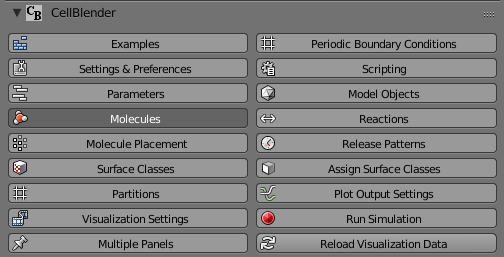 CB CellBlender
Examples
Periodic Boundary Conditions
Settings & Preferences
Scripting
Parameters
Model Objects
Molecules
Reactions
Molecule Placement
Release Patterns
Surface Classes
Assign Surface Classes
Partitions
Plot Output Settings
Visualization Settings
Run Simulation
Multiple Panels
Reload Visualization Data